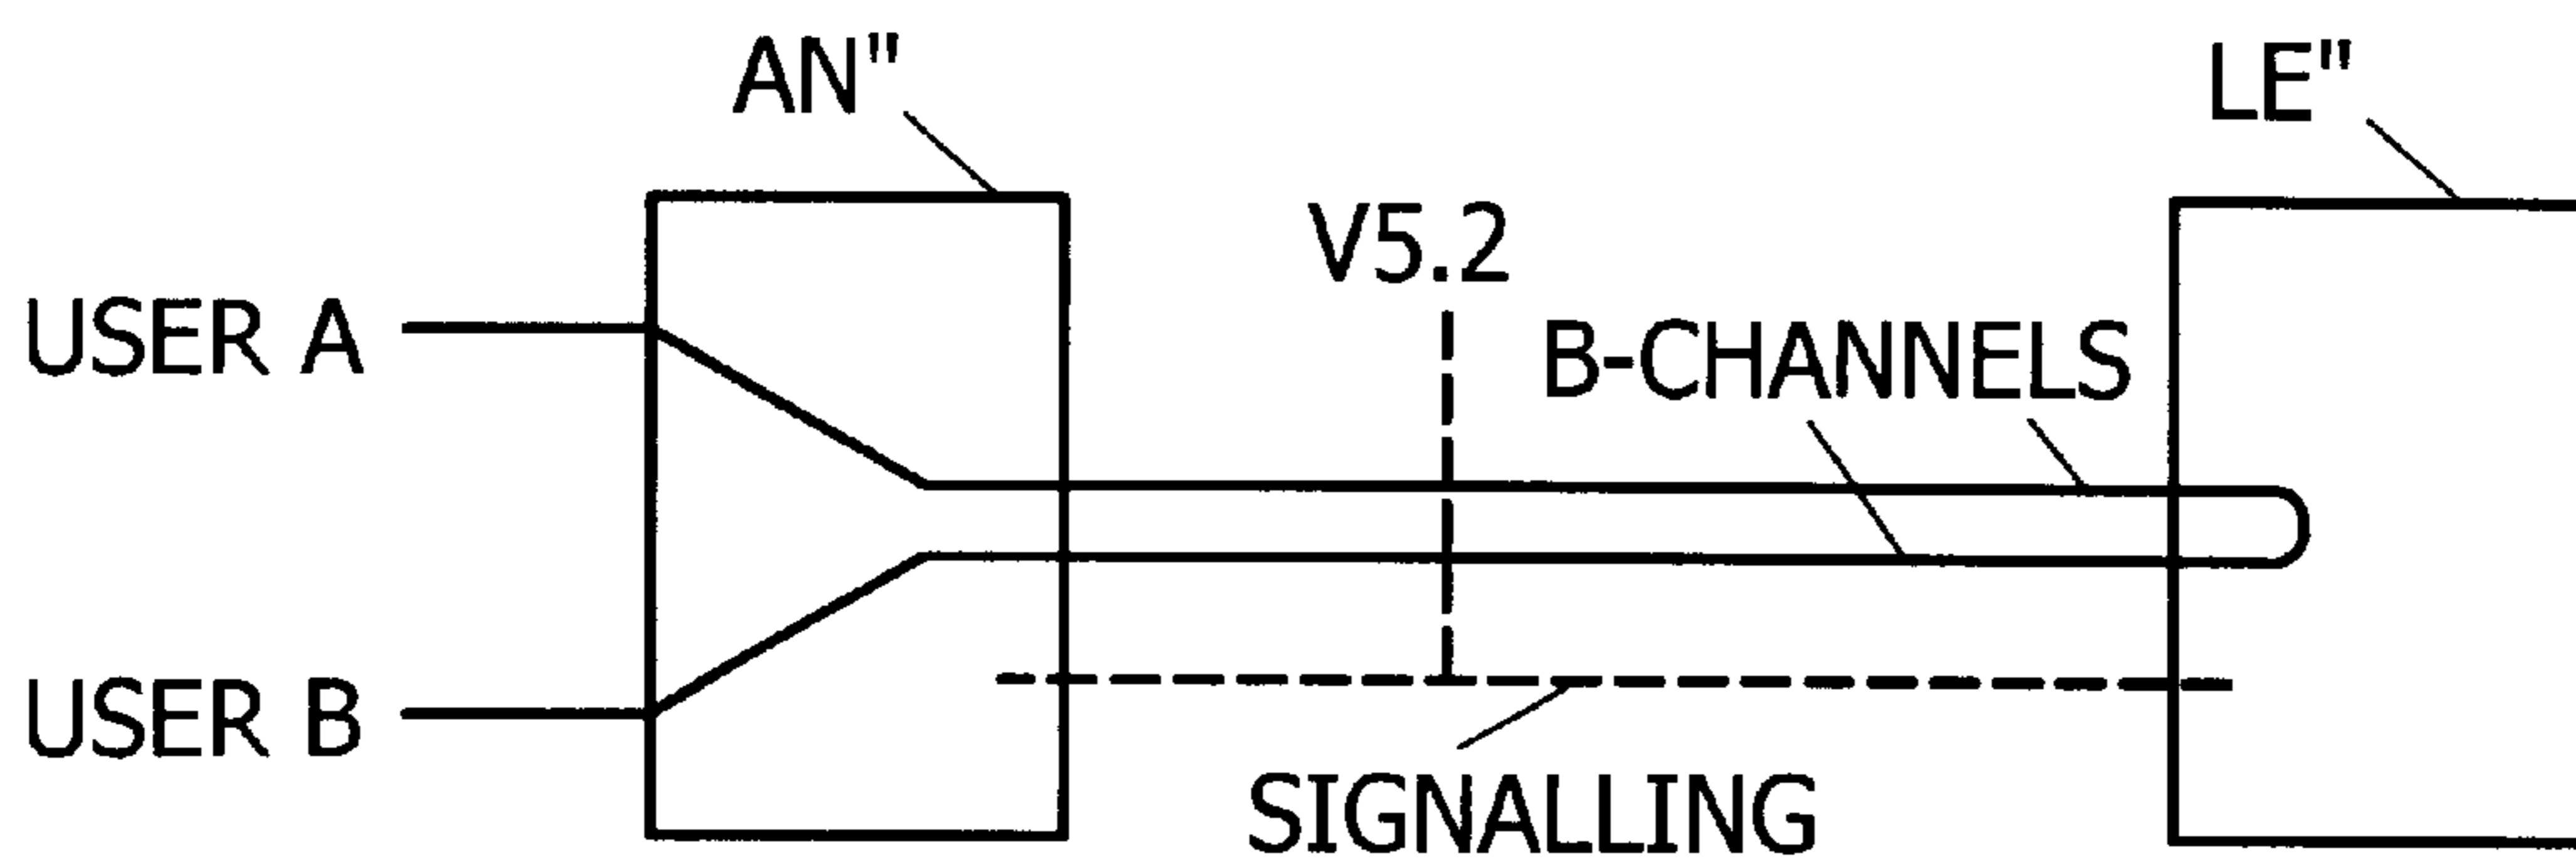 AN"
LE"
V5.2
USER A
B-CHANNELS
USER B
SIGNALLING